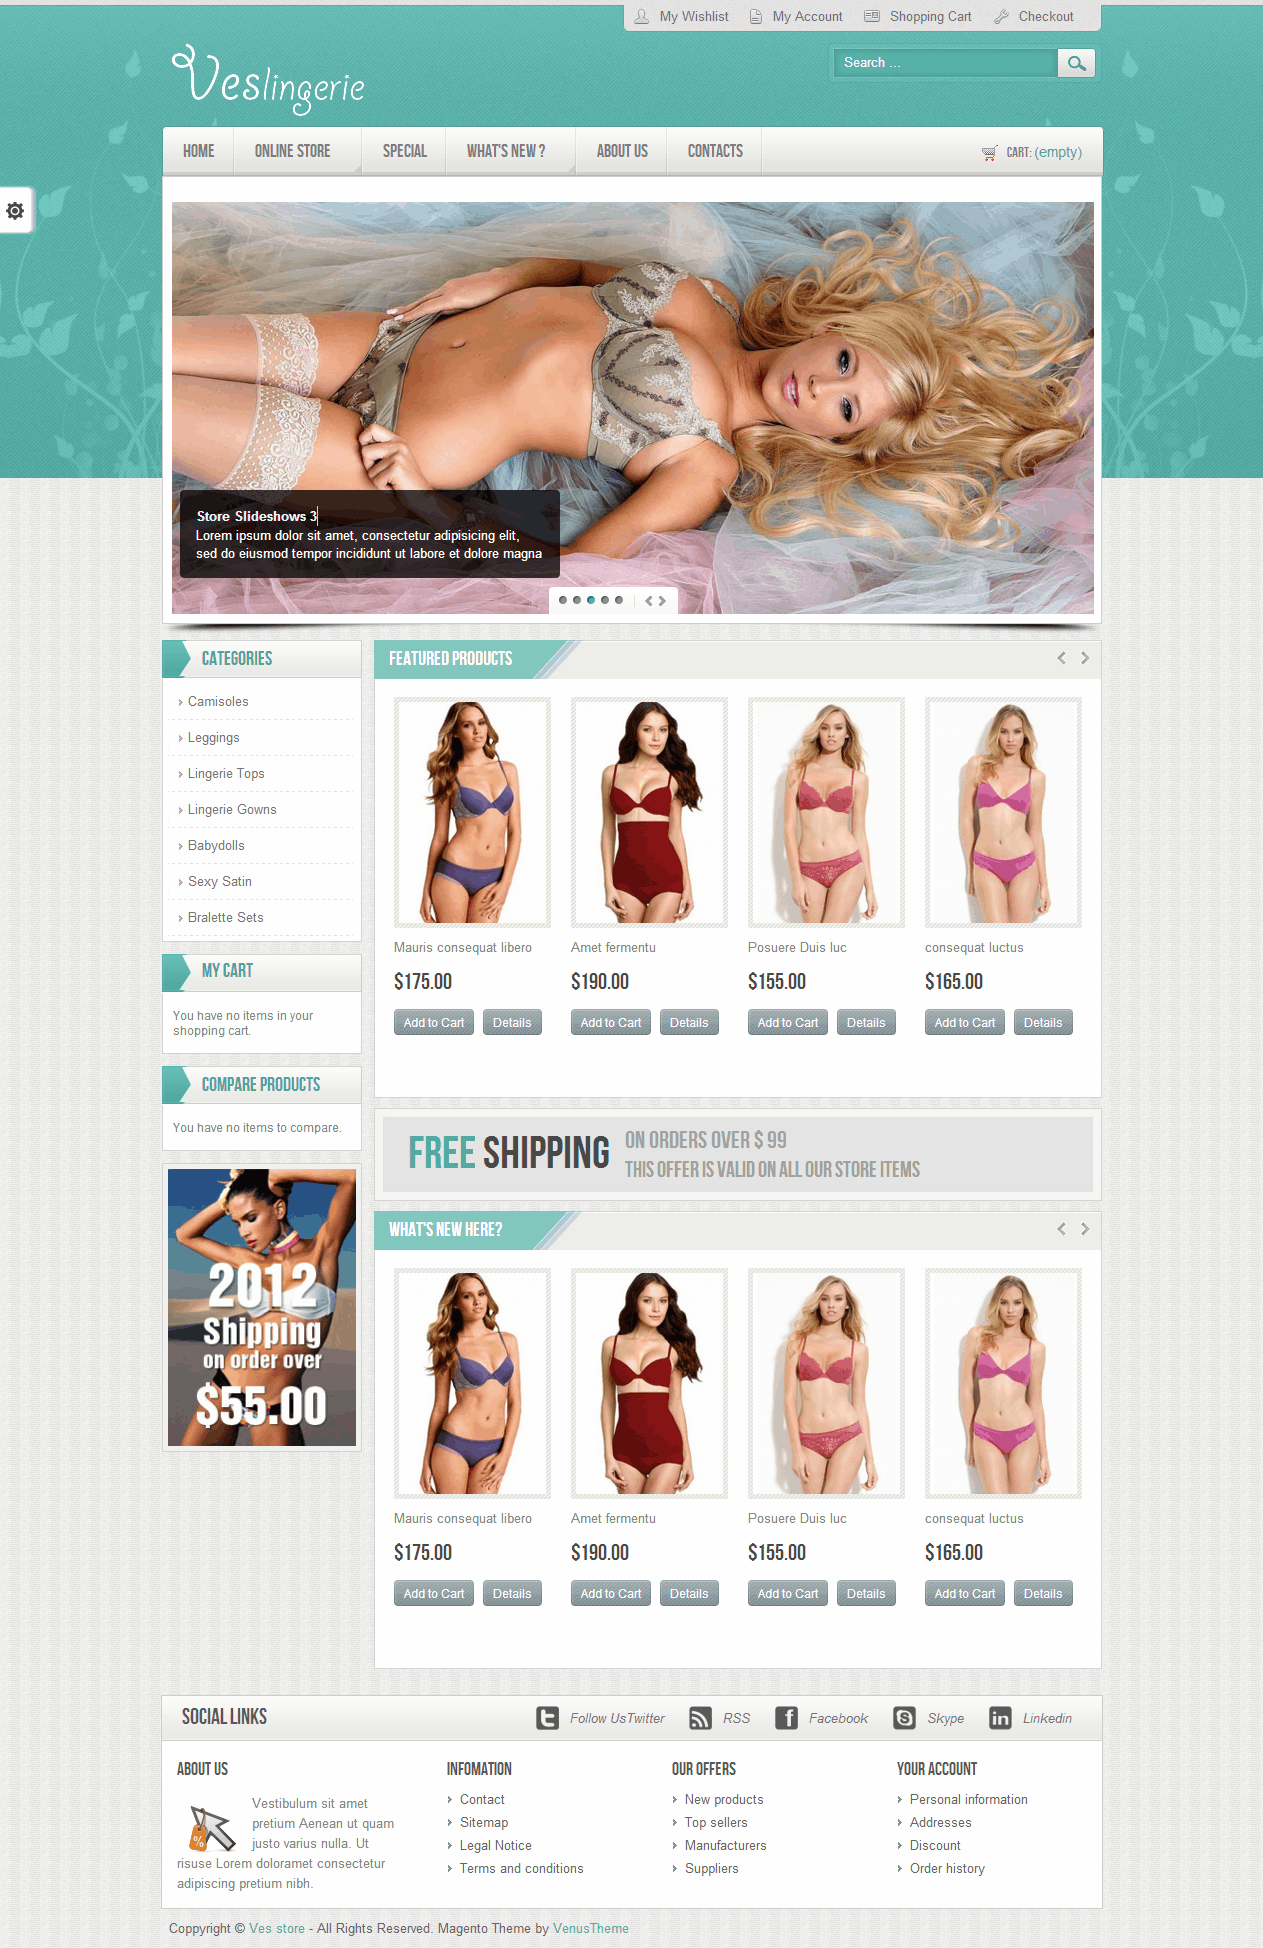 My Wishlist My Account Shopping Cart Checkout
Veslingerie
Search ...
HOME ONLINE STORE SPECIAL WHAT'S NEW ? ABOUT US CONTACTS CART: (empty)
Store Slideshows 3
Lorem ipsum dolor sit amet, consectetur adipisicing elit,
sed do eiusmod tempor incididunt ut labore et dolore magna
CATEGORIES
Camisoles
Leggings
Lingerie Tops
Lingerie Gowns
Babydolls
Sexy Satin
Bralette Sets
MY CART
You have no items in your
shopping cart.
COMPARE PRODUCTS
You have no items to compare.
2012
Shipping
on order over
$55.00
FEATURED PRODUCTS
Mauris consequat libero Amet fermentu Posuere Duis luc consequat luctus
$175.00 $190.00 $155.00 $165.00
Add to Cart Details Add to Cart Details Add to Cart Details Add to Cart Details
FREE SHIPPING
ON ORDERS OVER $ 99
THIS OFFER IS VALID ON ALL OUR STORE ITEMS
WHAT'S NEW HERE?
Mauris consequat libero Amet fermentu Posuere Duis luc consequat luctus
$175.00 $190.00 $155.00 $165.00
Add to Cart Details Add to Cart Details Add to Cart Details Add to Cart Details
SOCIAL LINKS Follow UsTwitter RSS Facebook Skype Linkedin
ABOUT US
Vestibulum sit amet
pretium Aenean ut quam
justo varius nulla. Ut
risuse Lorem doloramet consectetur
adipiscing pretium nibh.
INFOMATION
Contact
Sitemap
Legal Notice
Terms and conditions
OUR OFFERS
New products
Top sellers
Manufacturers
Suppliers
YOUR ACCOUNT
Personal information
Addresses
Discount
Order history
Coppyright © Ves store - All Rights Reserved. Magento Theme by VenusTheme